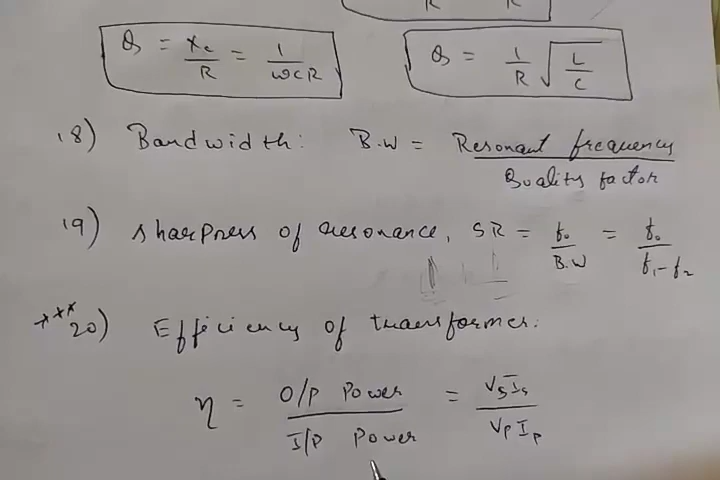 R R
Q = Xc/R = 1/ωCR
Q = 1/R √L/C
18) Bandwidth: B.W = Resonant frequency / Quality factor
19) Sharpness of resonance, SR = f₀/B.W = f₀/f₁-f₂
*** 20) Efficiency of transformer:
η = O/P Power / I/P Power = VsIs / VpIp